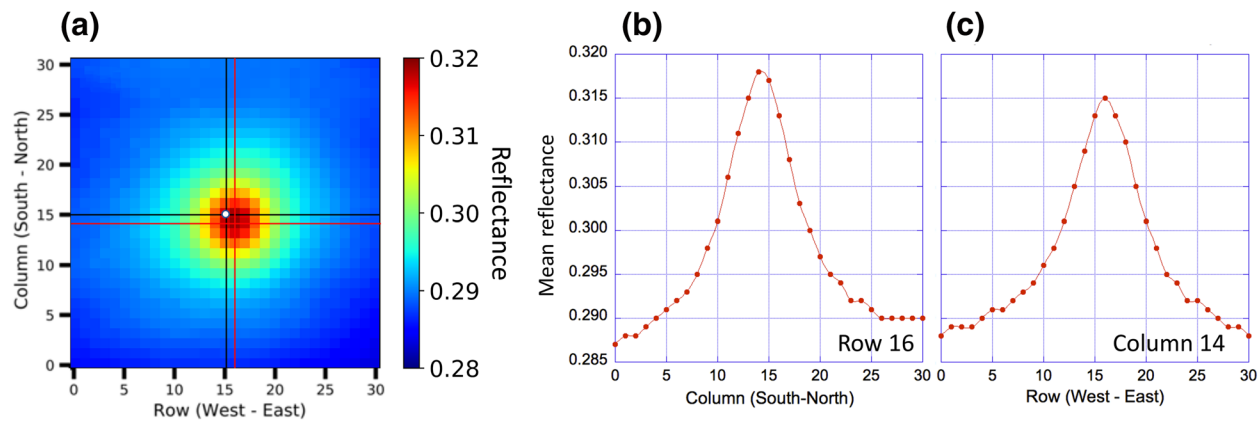 (a)
30
25
20
15
10
5
0
Column (South - North)
0 5 10 15 20 25 30
Row (West - East)
0.32
0.31
0.30
0.29
0.28
Reflectance
(b)
0.320
0.315
0.310
0.305
0.300
0.295
0.290
0.285
Mean reflectance
Row 16
0 5 10 15 20 25 30
Column (South-North)
(c)
Column 14
0 5 10 15 20 25 30
Row (West - East)